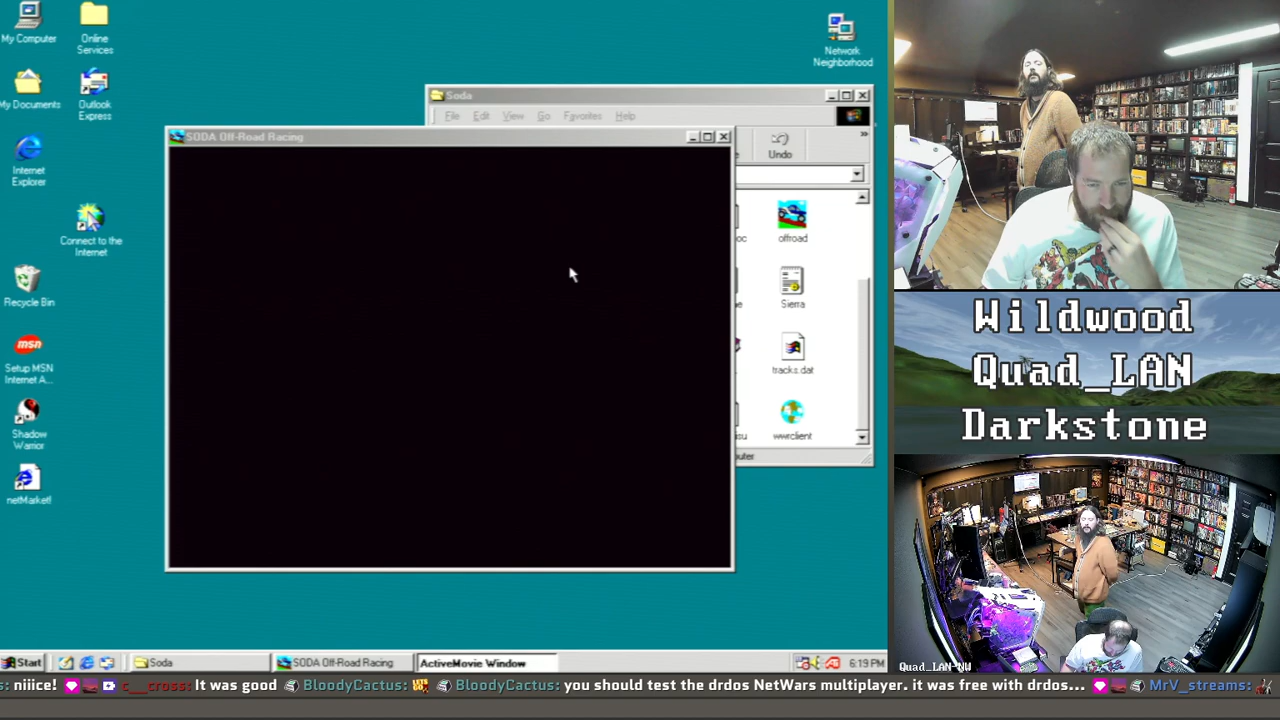 My Computer
Online
Services
Network
Neighborhood
My Documents
Outlook
Express
Internet
Explorer
Connect to the
Internet
Recycle Bin
Setup MSN
Internet A...
Shadow
Warrior
netMarket!
Soda
File Edit View Go Favorites Help
Undo
SODA Off-Road Racing
offroad
Sierra
tracks.dat
wwrclient
Start
Soda
SODA Off-Road Racing
ActiveMovie Window
6:19 PM
Wildwood
Quad_LAN
Darkstone
Quad_LAN-NW
s: niiice! c__cross: It was good BloodyCactus: BloodyCactus: you should test the drdos NetWars multiplayer. it was free with drdos... MrV_streams: